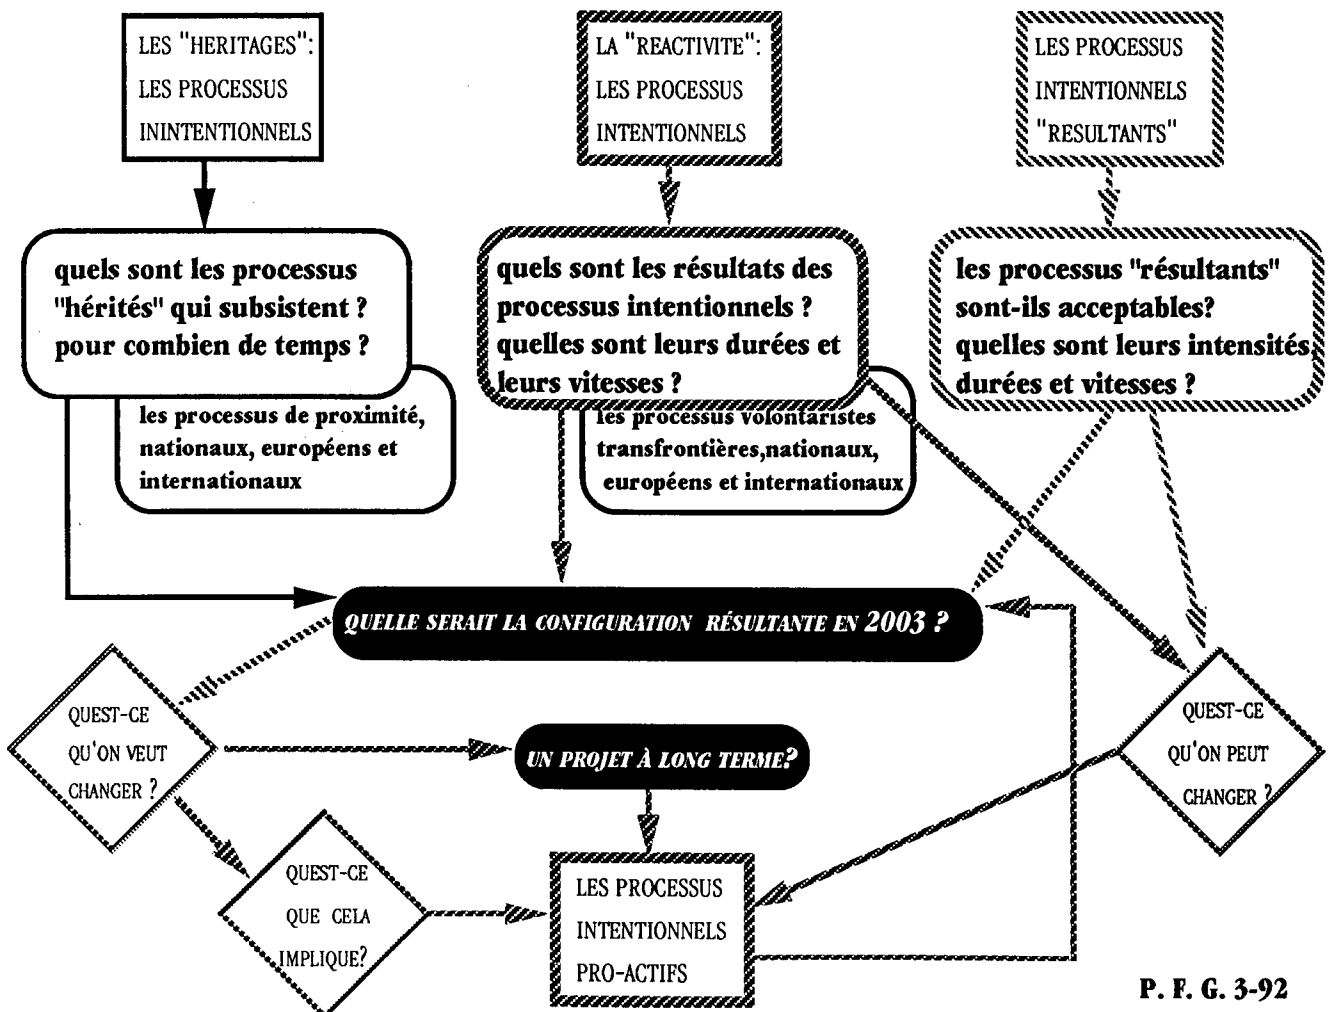 LES "HERITAGES":
LES PROCESSUS
ININTENTIONNELS
LA "REACTIVITE":
LES PROCESSUS
INTENTIONNELS
LES PROCESSUS
INTENTIONNELS
"RESULTANTS"
quels sont les processus
"hérités" qui subsistent ?
pour combien de temps ?
quels sont les résultats des
processus intentionnels ?
quelles sont leurs durées et
leurs vitesses ?
les processus "résultants"
sont-ils acceptables?
quelles sont leurs intensités,
durées et vitesses ?
les processus de proximité,
nationaux, européens et
internationaux
les processus volontaristes
transfrontières,nationaux,
européens et internationaux
QUELLE SERAIT LA CONFIGURATION RÉSULTANTE EN 2003 ?
QUEST-CE
QU'ON VEUT
CHANGER ?
UN PROJET À LONG TERME?
QUEST-CE
QU'ON PEUT
CHANGER ?
QUEST-CE
QUE CELA
IMPLIQUE?
LES PROCESSUS
INTENTIONNELS
PRO-ACTIFS
P. F. G. 3-92